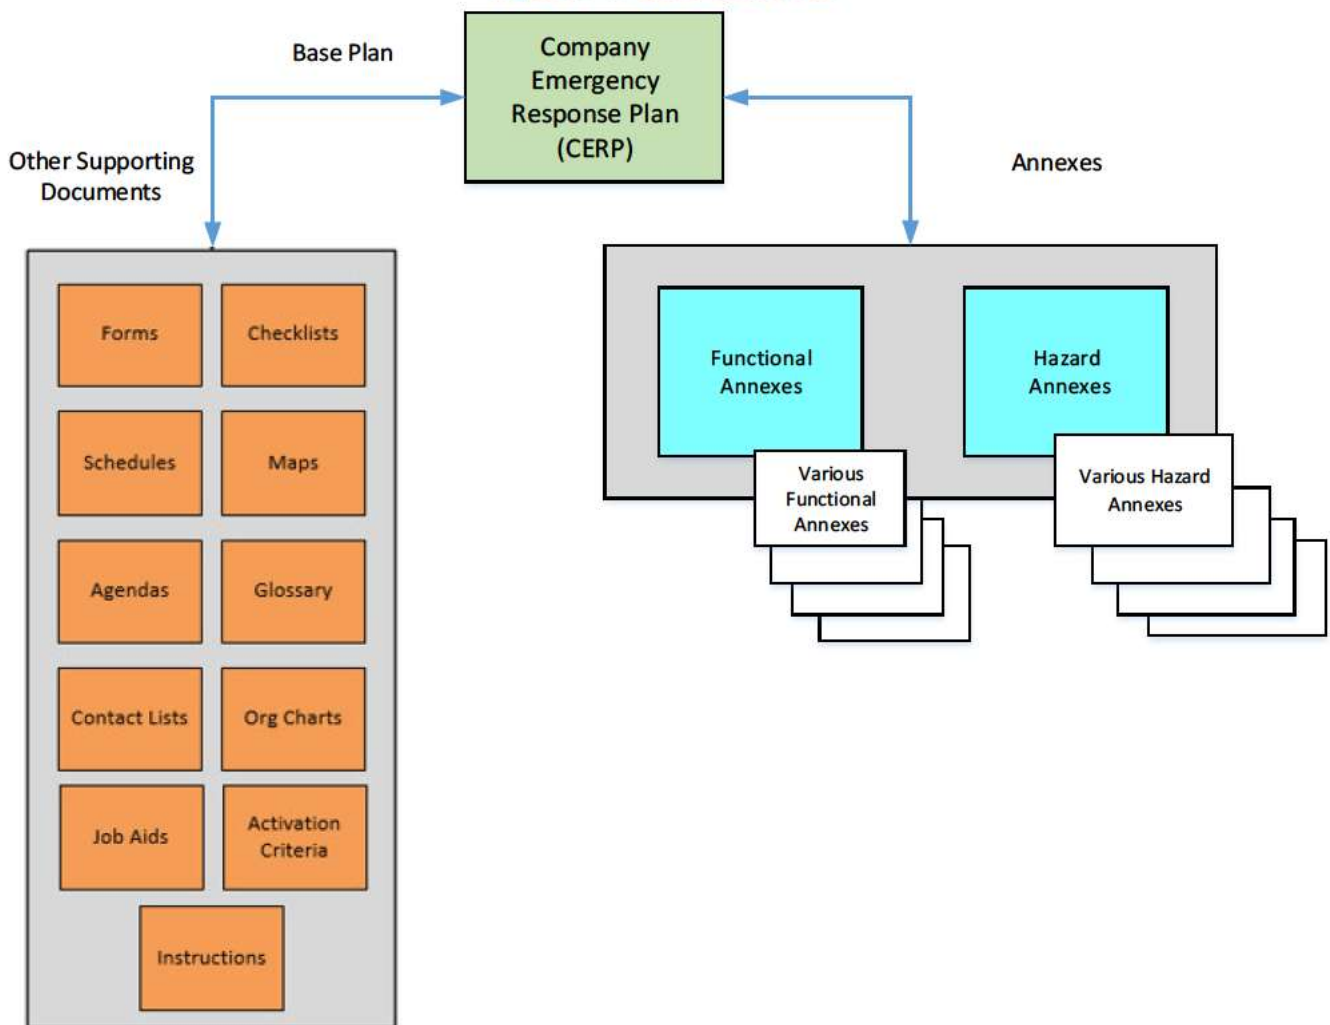 Base Plan
Company
Emergency
Response Plan
(CERP)
Other Supporting
Documents
Annexes
Forms
Checklists
Schedules
Maps
Agendas
Glossary
Contact Lists
Org Charts
Job Aids
Activation
Criteria
Instructions
Functional
Annexes
Hazard
Annexes
Various
Functional
Annexes
Various Hazard
Annexes